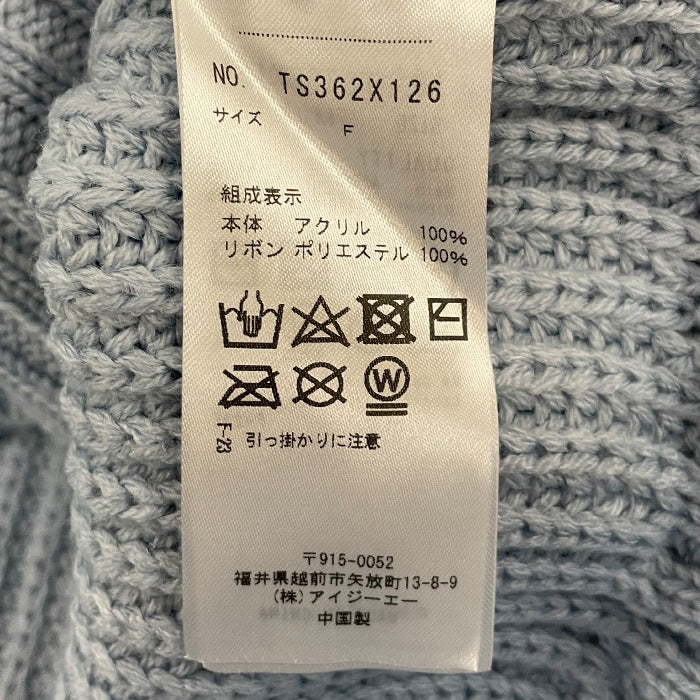 NO. TS362X126
サイズ F
組成表示
本体 アクリル 100%
リボン ポリエステル 100%
W
F-23 引っ掛かりに注意
〒915-0052
福井県越前市矢放町13-8-9
(株)アイジーエー
中国製